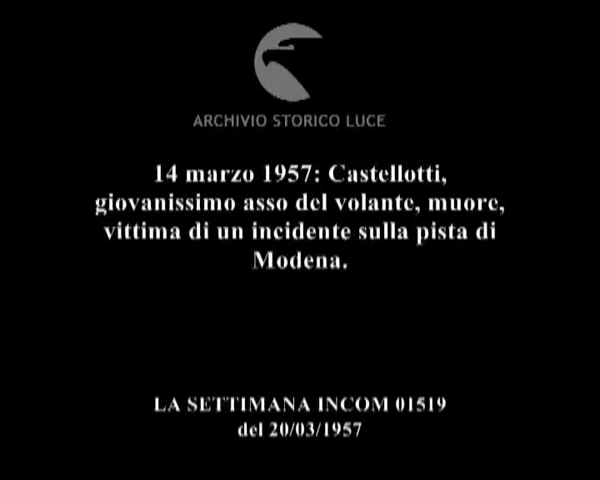 ARCHIVIO STORICO LUCE
14 marzo 1957: Castellotti,
giovanissimo asso del volante, muore,
vittima di un incidente sulla pista di
Modena.
LA SETTIMANA INCOM 01519
del 20/03/1957